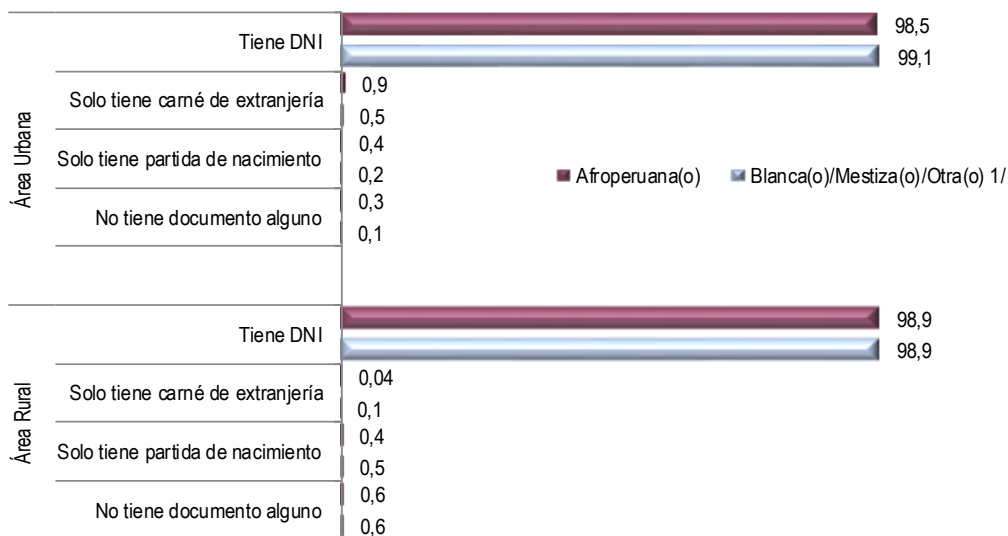 Área Urbana
Tiene DNI
98,5
99,1
Solo tiene carné de extranjería
0,9
0,5
Solo tiene partida de nacimiento
0,4
0,2
No tiene documento alguno
0,3
0,1
Afroperuana(o)
Blanca(o)/Mestiza(o)/Otra(o) 1/
Área Rural
Tiene DNI
98,9
98,9
Solo tiene carné de extranjería
0,04
0,1
Solo tiene partida de nacimiento
0,4
0,5
No tiene documento alguno
0,6
0,6